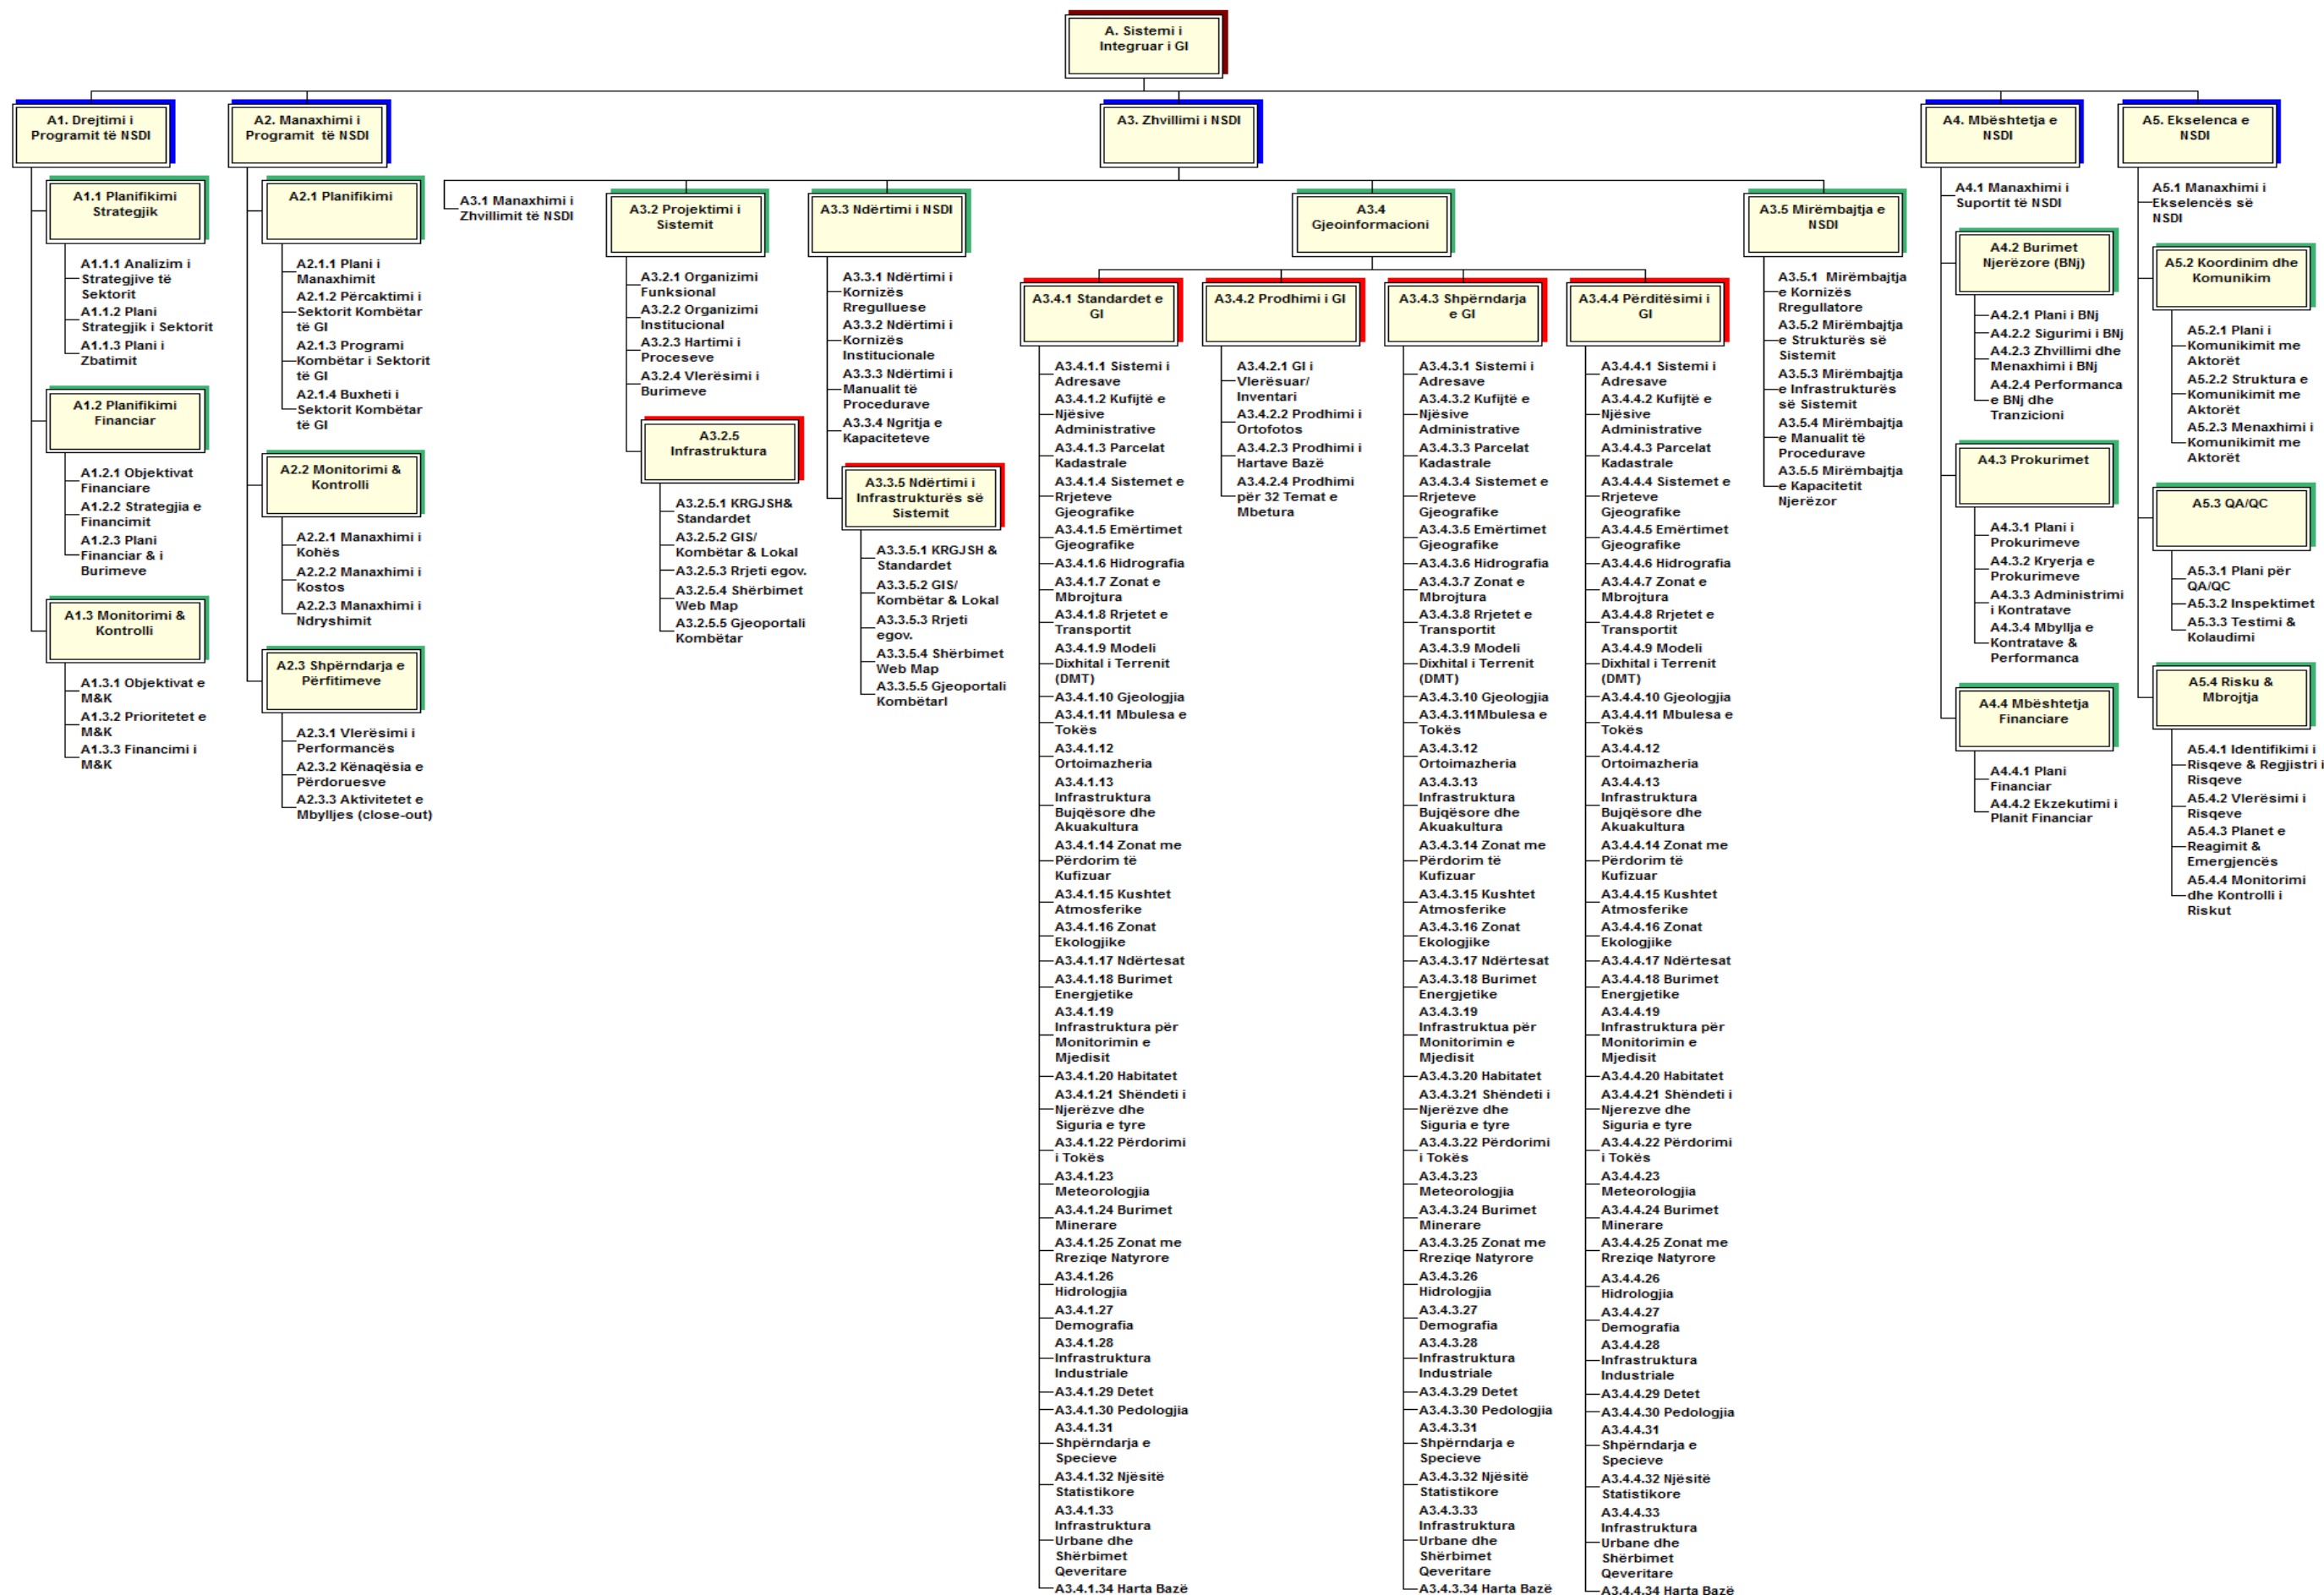 A. Sistemi i
Integruar i GI
A1. Drejtimi i
Programit të NSDI
A1.1 Planifikimi
Strategjik
A1.1.1 Analizim i
Strategjive të
Sektorit
A1.1.2 Plani
Strategjik i Sektorit
A1.1.3 Plani i
Zbatimit
A1.2 Planifikimi
Financiar
A1.2.1 Objektivat
Financiare
A1.2.2 Strategjia e
Financimit
A1.2.3 Plani
Financiar & i
Burimeve
A1.3 Monitorimi &
Kontrolli
A1.3.1 Objektivat e
M&K
A1.3.2 Prioritetet e
M&K
A1.3.3 Financimi i
M&K
A2. Manaxhimi i
Programit  të NSDI
A2.1 Planifikimi
A2.1.1 Plani i
Manaxhimit
A2.1.2 Përcaktimi i
Sektorit Kombëtar
të GI
A2.1.3 Programi
Kombëtar i Sektorit
të GI
A2.1.4 Buxheti i
Sektorit Kombëtar
të GI
A2.2 Monitorimi &
Kontrolli
A2.2.1 Manaxhimi i
Kohës
A2.2.2 Manaxhimi i
Kostos
A2.2.3 Manaxhimi i
Ndryshimit
A2.3 Shpërndarja e
Përfitimeve
A2.3.1 Vlerësimi i
Performancës
A2.3.2 Kënaqësia e
Përdoruesve
A2.3.3 Aktivitetet e
Mbylljes (close-out)
A3. Zhvillimi i NSDI
A3.1 Manaxhimi i
Zhvillimit të NSDI
A3.2 Projektimi i
Sistemit
A3.2.1 Organizimi
Funksional
A3.2.2 Organizimi
Institucional
A3.2.3 Hartimi i
Proceseve
A3.2.4 Vlerësimi i
Burimeve
A3.2.5
Infrastruktura
A3.2.5.1 KRGJSH&
Standardet
A3.2.5.2 GIS/
Kombëtar & Lokal
A3.2.5.3 Rrjeti egov.
A3.2.5.4 Shërbimet
Web Map
A3.2.5.5 Gjeoportali
Kombëtar
A3.3 Ndërtimi i NSDI
A3.3.1 Ndërtimi i
Kornizës
Rregulluese
A3.3.2 Ndërtimi i
Kornizës
Institucionale
A3.3.3 Ndërtimi i
Manualit të
Procedurave
A3.3.4 Ngritja e
Kapaciteteve
A3.3.5 Ndërtimi i
Infrastrukturës së
Sistemit
A3.3.5.1 KRGJSH &
Standardet
A3.3.5.2 GIS/
Kombëtar & Lokal
A3.3.5.3 Rrjeti
egov.
A3.3.5.4 Shërbimet
Web Map
A3.3.5.5 Gjeoportali
Kombëtarl
A3.4
Gjeoinformacioni
A3.4.1 Standardet e
GI
A3.4.1.1 Sistemi i
Adresave
A3.4.1.2 Kufijtë e
Njësive
Administrative
A3.4.1.3 Parcelat
Kadastrale
A3.4.1.4 Sistemet e
Rrjeteve
Gjeografike
A3.4.1.5 Emërtimet
Gjeografike
A3.4.1.6 Hidrografia
A3.4.1.7 Zonat e
Mbrojtura
A3.4.1.8 Rrjetet e
Transportit
A3.4.1.9 Modeli
Dixhital i Terrenit
(DMT)
A3.4.1.10 Gjeologjia
A3.4.1.11 Mbulesa e
Tokës
A3.4.1.12
Ortoimazheria
A3.4.1.13
Infrastruktura
Bujqësore dhe
Akuakultura
A3.4.1.14 Zonat me
Përdorim të
Kufizuar
A3.4.1.15 Kushtet
Atmosferike
A3.4.1.16 Zonat
Ekologjike
A3.4.1.17 Ndërtesat
A3.4.1.18 Burimet
Energjetike
A3.4.1.19
Infrastruktura për
Monitorimin e
Mjedisit
A3.4.1.20 Habitatet
A3.4.1.21 Shëndeti i
Njerëzve dhe
Siguria e tyre
A3.4.1.22 Përdorimi
i Tokës
A3.4.1.23
Meteorologjia
A3.4.1.24 Burimet
Minerare
A3.4.1.25 Zonat me
Rreziqe Natyrore
A3.4.1.26
Hidrologjia
A3.4.1.27
Demografia
A3.4.1.28
Infrastruktura
Industriale
A3.4.1.29 Detet
A3.4.1.30 Pedologjia
A3.4.1.31
Shpërndarja e
Specieve
A3.4.1.32 Njësitë
Statistikore
A3.4.1.33
Infrastruktura
Urbane dhe
Shërbimet
Qeveritare
A3.4.1.34 Harta Bazë
A3.4.2 Prodhimi i GI
A3.4.2.1 GI i
Vlerësuar/
Inventari
A3.4.2.2 Prodhimi i
Ortofotos
A3.4.2.3 Prodhimi i
Hartave Bazë
A3.4.2.4 Prodhimi
për 32 Temat e
Mbetura
A3.4.3 Shpërndarja
e GI
A3.4.3.1 Sistemi i
Adresave
A3.4.3.2 Kufijtë e
Njësive
Administrative
A3.4.3.3 Parcelat
Kadastrale
A3.4.3.4 Sistemet e
Rrjeteve
Gjeografike
A3.4.3.5 Emërtimet
Gjeografike
A3.4.3.6 Hidrografia
A3.4.3.7 Zonat e
Mbrojtura
A3.4.3.8 Rrjetet e
Transportit
A3.4.3.9 Modeli
Dixhital i Terrenit
(DMT)
A3.4.3.10 Gjeologjia
A3.4.3.11Mbulesa e
Tokës
A3.4.3.12
Ortoimazheria
A3.4.3.13
Infrastruktura
Bujqësore dhe
Akuakultura
A3.4.3.14 Zonat me
Përdorim të
Kufizuar
A3.4.3.15 Kushtet
Atmosferike
A3.4.3.16 Zonat
Ekologjike
A3.4.3.17 Ndërtesat
A3.4.3.18 Burimet
Energjetike
A3.4.3.19
Infrastruktua për
Monitorimin e
Mjedisit
A3.4.3.20 Habitatet
A3.4.3.21 Shëndeti i
Njerëzve dhe
Siguria e tyre
A3.4.3.22 Përdorimi
i Tokës
A3.4.3.23
Meteorologjia
A3.4.3.24 Burimet
Minerare
A3.4.3.25 Zonat me
Rreziqe Natyrore
A3.4.3.26
Hidrologjia
A3.4.3.27
Demografia
A3.4.3.28
Infrastruktura
Industriale
A3.4.3.29 Detet
A3.4.3.30 Pedologjia
A3.4.3.31
Shpërndarja e
Specieve
A3.4.3.32 Njësitë
Statistikore
A3.4.3.33
Infrastruktura
Urbane dhe
Shërbimet
Qeveritare
A3.4.3.34 Harta Bazë
A3.4.4 Përditësimi i
GI
A3.4.4.1 Sistemi i
Adresave
A3.4.4.2 Kufijtë e
Njësive
Administrative
A3.4.4.3 Parcelat
Kadastrale
A3.4.4.4 Sistemet e
Rrjeteve
Gjeografike
A3.4.4.5 Emërtimet
Gjeografike
A3.4.4.6 Hidrografia
A3.4.4.7 Zonat e
Mbrojtura
A3.4.4.8 Rrjetet e
Transportit
A3.4.4.9 Modeli
Dixhital i Terrenit
(DMT)
A3.4.4.10 Gjeologjia
A3.4.4.11 Mbulesa e
Tokës
A3.4.4.12
Ortoimazheria
A3.4.4.13
Infrastruktura
Bujqësore dhe
Akuakultura
A3.4.4.14 Zonat me
Përdorim të
Kufizuar
A3.4.4.15 Kushtet
Atmosferike
A3.4.4.16 Zonat
Ekologjike
A3.4.4.17 Ndërtesat
A3.4.4.18 Burimet
Energjetike
A3.4.4.19
Infrastruktura për
Monitorimin e
Mjedisit
A3.4.4.20 Habitatet
A3.4.4.21 Shëndeti i
Njerezve dhe
Siguria e tyre
A3.4.4.22 Përdorimi
i Tokës
A3.4.4.23
Meteorologjia
A3.4.4.24 Burimet
Minerare
A3.4.4.25 Zonat me
Rreziqe Natyrore
A3.4.4.26
Hidrologjia
A3.4.4.27
Demografia
A3.4.4.28
Infrastruktura
Industriale
A3.4.4.29 Detet
A3.4.4.30 Pedologjia
A3.4.4.31
Shpërndarja e
Specieve
A3.4.4.32 Njësitë
Statistikore
A3.4.4.33
Infrastruktura
Urbane dhe
Shërbimet
Qeveritare
A3.4.4.34 Harta Bazë
A3.5 Mirëmbajtja e
NSDI
A3.5.1  Mirëmbajtja
e Kornizës
Rregullatore
A3.5.2 Mirëmbajtja
e Strukturës së
Sistemit
A3.5.3 Mirëmbajtja
e Infrastrukturës
së Sistemit
A3.5.4 Mirëmbajtja
e Manualit të
Procedurave
A3.5.5 Mirëmbajtja
e Kapacitetit
Njerëzor
A4. Mbështetja e
NSDI
A4.1 Manaxhimi i
Suportit të NSDI
A4.2 Burimet
Njerëzore (BNj)
A4.2.1 Plani i BNj
A4.2.2 Sigurimi i BNj
A4.2.3 Zhvillimi dhe
Menaxhimi i BNj
A4.2.4 Performanca
e BNj dhe
Tranzicioni
A4.3 Prokurimet
A4.3.1 Plani i
Prokurimeve
A4.3.2 Kryerja e
Prokurimeve
A4.3.3 Administrimi
i Kontratave
A4.3.4 Mbyllja e
Kontratave &
Performanca
A4.4 Mbështetja
Financiare
A4.4.1 Plani
Financiar
A4.4.2 Ekzekutimi i
Planit Financiar
A5. Ekselenca e
NSDI
A5.1 Manaxhimi i
Ekselencës së
NSDI
A5.2 Koordinim dhe
Komunikim
A5.2.1 Plani i
Komunikimit me
Aktorët
A5.2.2 Struktura e
Komunikimit me
Aktorët
A5.2.3 Menaxhimi i
Komunikimit me
Aktorët
A5.3 QA/QC
A5.3.1 Plani për
QA/QC
A5.3.2 Inspektimet
A5.3.3 Testimi &
Kolaudimi
A5.4 Risku &
Mbrojtja
A5.4.1 Identifikimi i
Risqeve & Regjistri i
Risqeve
A5.4.2 Vlerësimi i
Risqeve
A5.4.3 Planet e
Reagimit &
Emergjencës
A5.4.4 Monitorimi
dhe Kontrolli i
Riskut